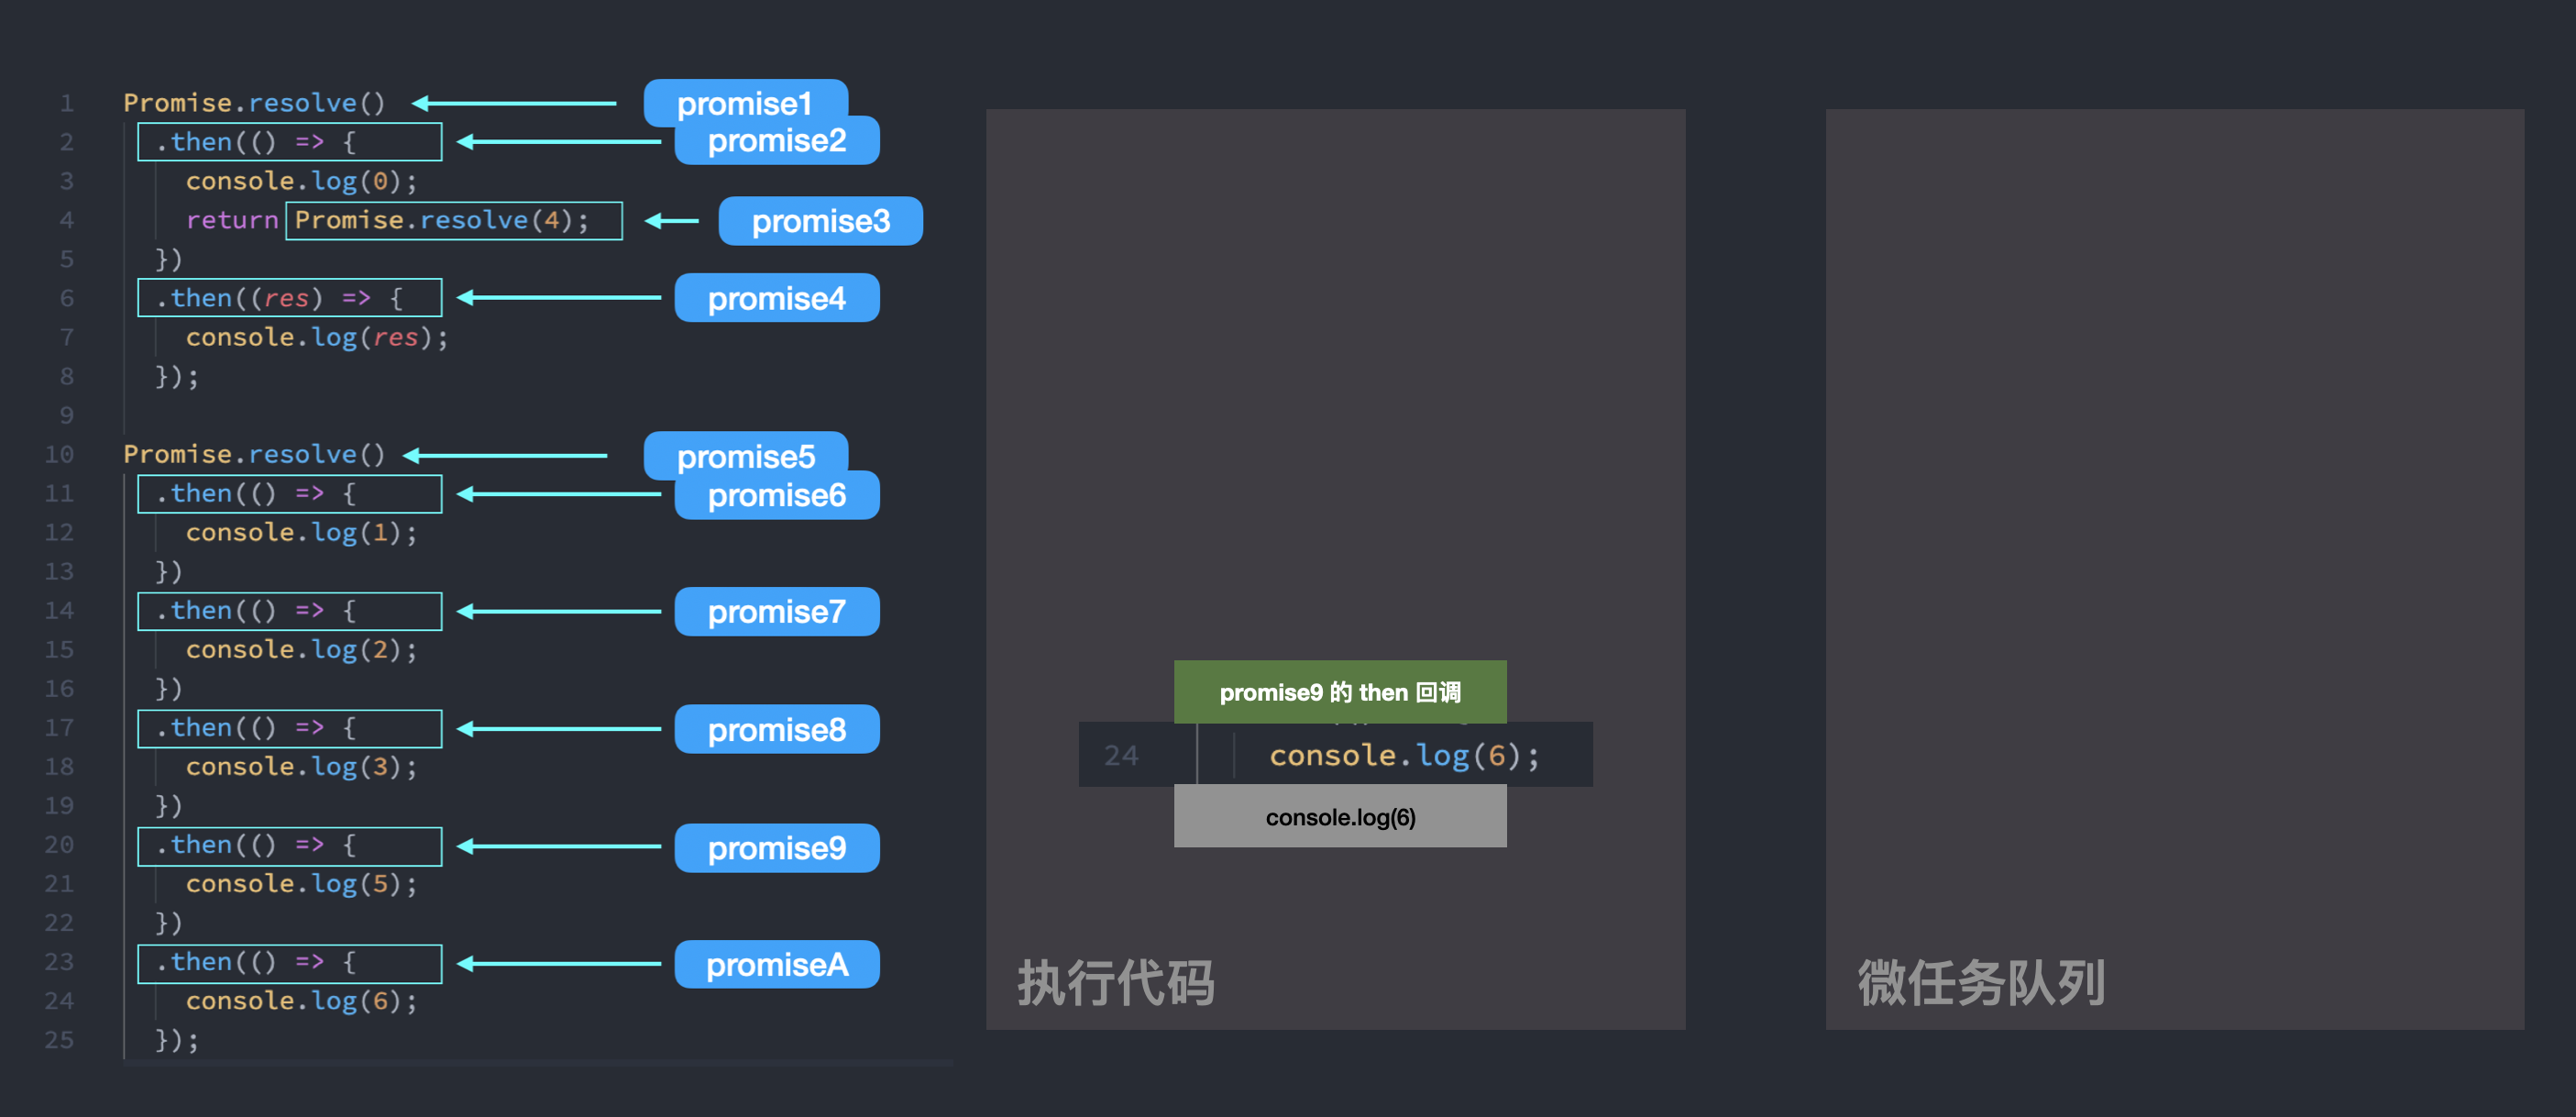 1 Promise.resolve() promise1
2 .then(() => { promise2
3 console.log(0);
4 return Promise.resolve(4); promise3
5 })
6 .then((res) => { promise4
7 console.log(res);
8 });
9
10 Promise.resolve() promise5
11 .then(() => { promise6
12 console.log(1);
13 })
14 .then(() => { promise7
15 console.log(2);
16 })
17 .then(() => { promise8
18 console.log(3);
19 })
20 .then(() => { promise9
21 console.log(5);
22 })
23 .then(() => { promiseA
24 console.log(6);
25 });
promise9 的 then 回调
24 console.log(6);
console.log(6)
执行代码
微任务队列